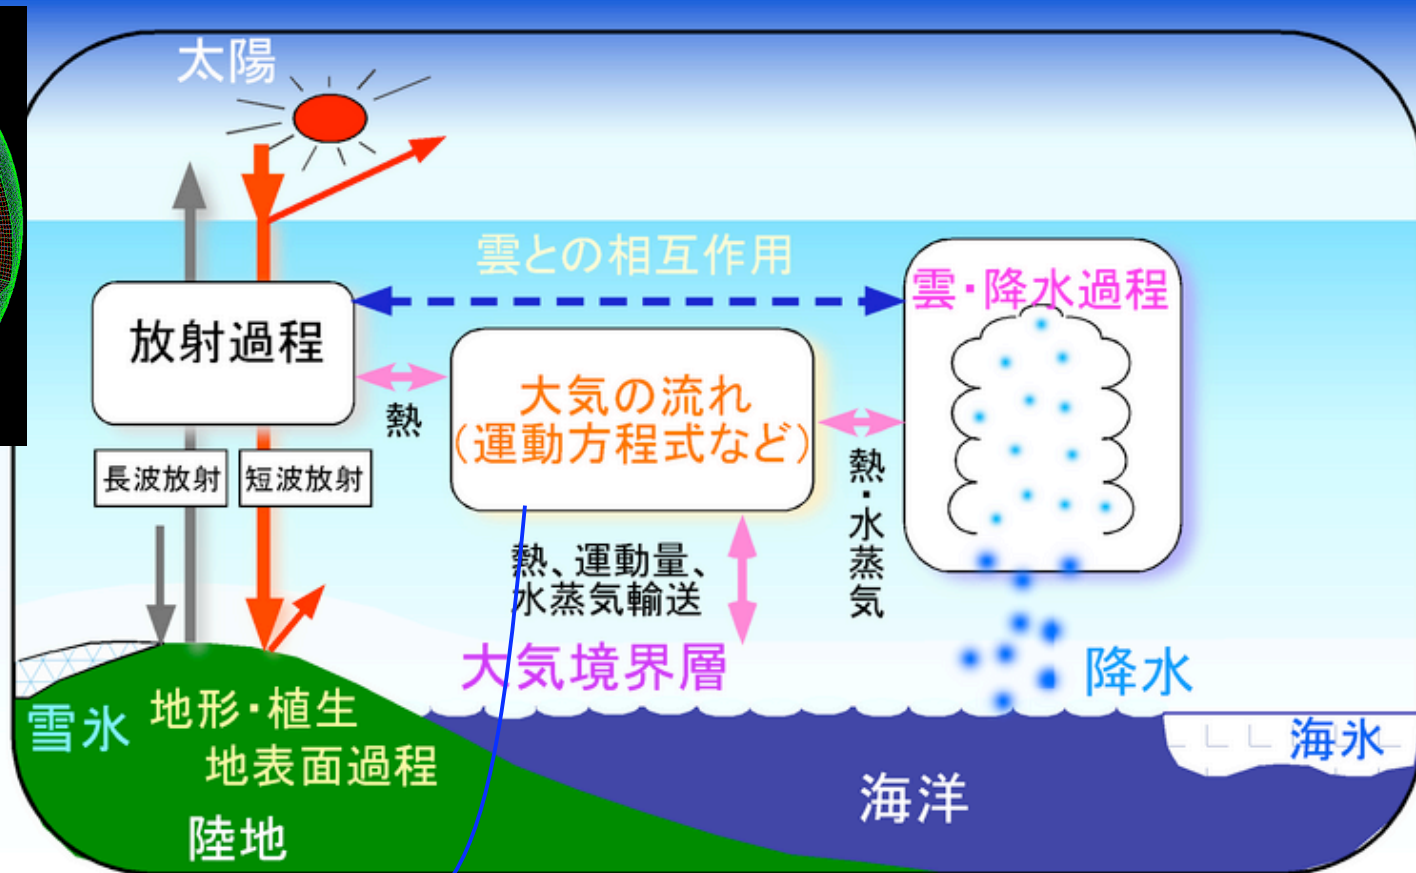 太陽
雲との相互作用
雲・降水過程
放射過程
大気の流れ
（運動方程式など）
熱
長波放射
短波放射
熱・水蒸気
熱、運動量、
水蒸気輸送
大気境界層
降水
雪氷
地形・植生
地表面過程
海氷
海洋
陸地